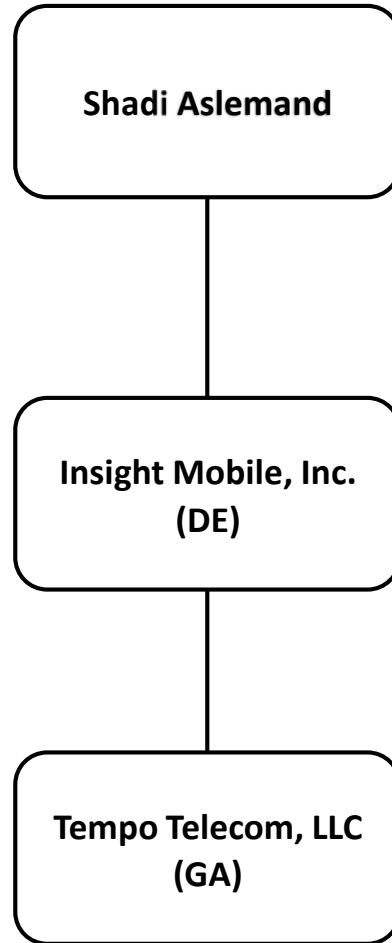 Shadi Aslemand
Insight Mobile, Inc.
(DE)
Tempo Telecom, LLC
(GA)